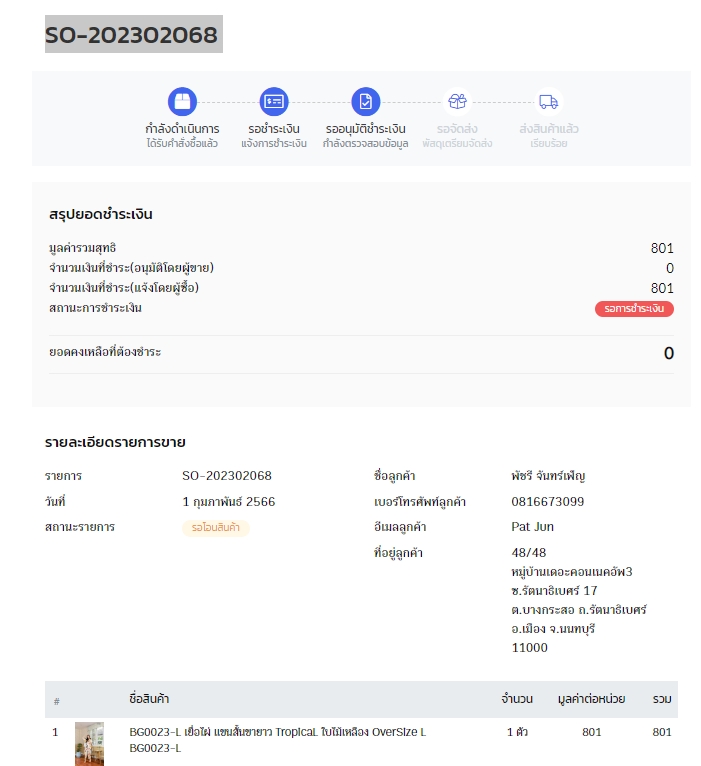 SO-202302068
กำลังดำเนินการ
ได้รับคำสั่งซื้อแล้ว
รอชำระเงิน
แจ้งการชำระเงิน
รออนุมัติชำระเงิน
กำลังตรวจสอบข้อมูล
รอจัดส่ง
พัสดุเตรียมจัดส่ง
ส่งสินค้าแล้ว
เรียบร้อย
สรุปยอดชำระเงิน
มูลค่ารวมสุทธิ 801
จำนวนเงินที่ชำระ(อนุมัติโดยผู้ขาย) 0
จำนวนเงินที่ชำระ(แจ้งโดยผู้ซื้อ) 801
สถานะการชำระเงิน รอการชำระเงิน
ยอดคงเหลือที่ต้องชำระ 0
รายละเอียดรายการขาย
รายการ SO-202302068
วันที่ 1 กุมภาพันธ์ 2566
สถานะรายการ รอโอนสินค้า
ชื่อลูกค้า พัชรี จันทร์เพ็ญ
เบอร์โทรศัพท์ลูกค้า 0816673099
อีเมลลูกค้า Pat Jun
ที่อยู่ลูกค้า 48/48
หมู่บ้านเดอะคอนเนคอัพ3
ซ.รัตนาธิเบศร์ 17
ต.บางกระสอ ถ.รัตนาธิเบศร์
อ.เมือง จ.นนทบุรี
11000
# ชื่อสินค้า จำนวน มูลค่าต่อหน่วย รวม
1 BG0023-L เยื่อไผ่ แขนสั้นขายาว TropicaL ใบไม้เหลือง OverSize L 1 ตัว 801 801
BG0023-L